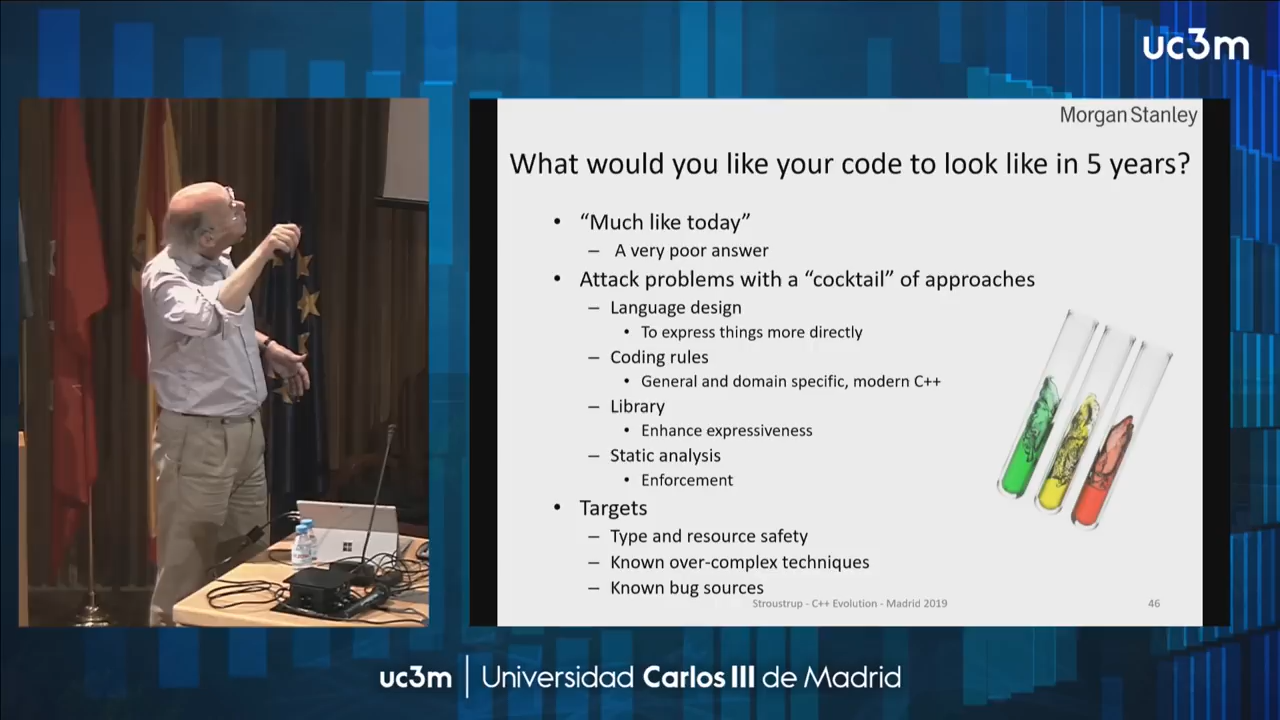 uc3m
Morgan Stanley
What would you like your code to look like in 5 years?
• “Much like today”
– A very poor answer
• Attack problems with a “cocktail” of approaches
– Language design
• To express things more directly
– Coding rules
• General and domain specific, modern C++
– Library
• Enhance expressiveness
– Static analysis
• Enforcement
• Targets
– Type and resource safety
– Known over-complex techniques
– Known bug sources
Stroustrup - C++ Evolution - Madrid 2019
46
uc3m | Universidad Carlos III de Madrid